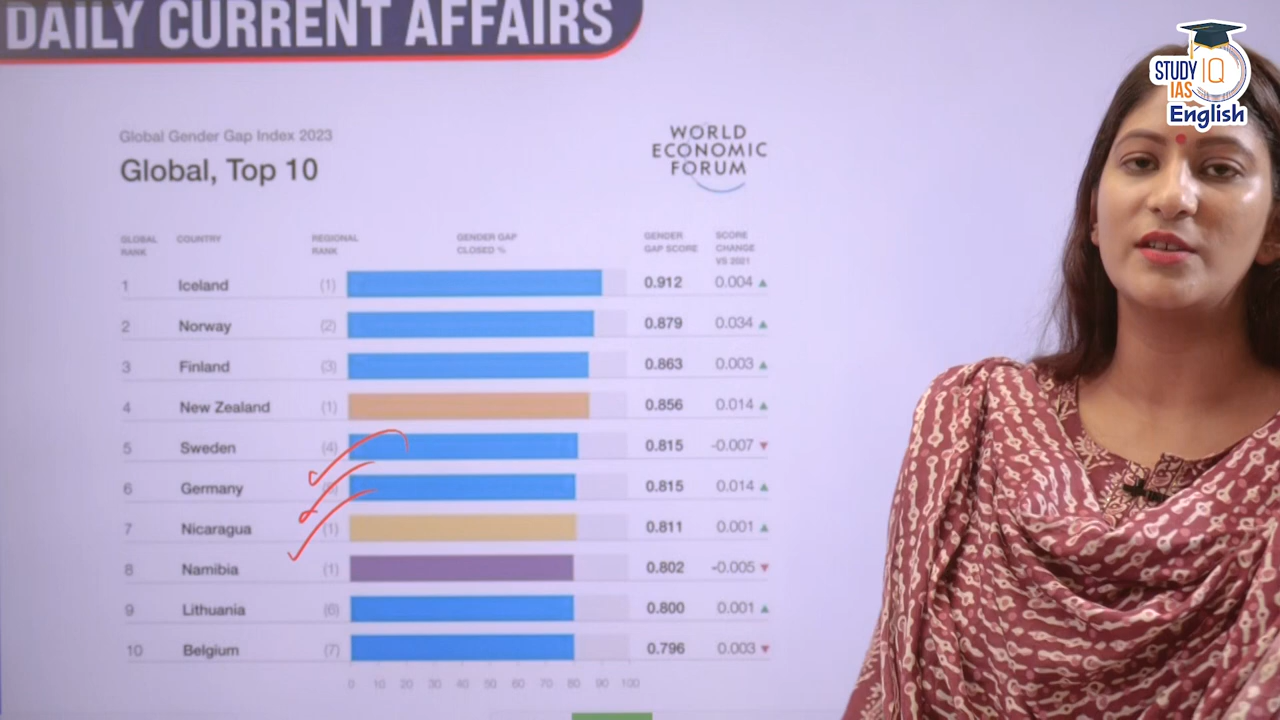 DAILY CURRENT AFFAIRS
STUDY IQ
IAS
English
Global Gender Gap Index 2023
Global, Top 10
WORLD
ECONOMIC
FORUM
GLOBAL RANK COUNTRY REGIONAL RANK GENDER GAP CLOSED % GENDER GAP SCORE SCORE CHANGE VS 2021
1 Iceland (1) 0.912 0.004 ▲
2 Norway (2) 0.879 0.034 ▲
3 Finland (3) 0.863 0.003 ▲
4 New Zealand (1) 0.856 0.014 ▲
5 Sweden (4) 0.815 -0.007 ▼
6 Germany 0.815 0.014 ▲
7 Nicaragua (1) 0.811 0.001 ▲
8 Namibia (1) 0.802 -0.005 ▼
9 Lithuania (6) 0.800 0.001 ▲
10 Belgium (7) 0.796 0.003 ▼
0 10 20 30 40 50 60 70 80 90 100